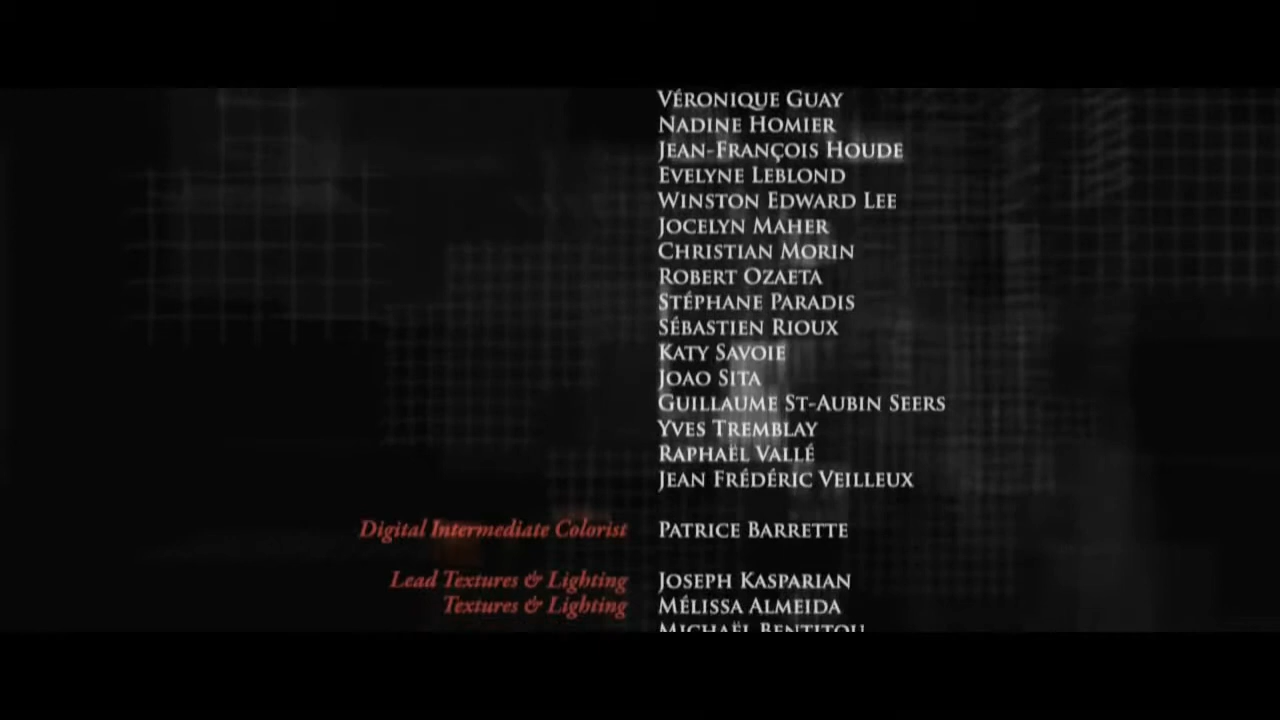 VÉRONIQUE GUAY
NADINE HOMIER
JEAN-FRANÇOIS HOUDE
EVELYNE LEBLOND
WINSTON EDWARD LEE
JOCELYN MAHER
CHRISTIAN MORIN
ROBERT OZAETA
STÉPHANE PARADIS
SÉBASTIEN RIOUX
KATY SAVOIE
JOAO SITA
GUILLAUME ST-AUBIN SEERS
YVES TREMBLAY
RAPHAËL VALLÉ
JEAN FRÉDÉRIC VEILLEUX
Digital Intermediate Colorist PATRICE BARRETTE
Lead Textures & Lighting JOSEPH KASPARIAN
Textures & Lighting MÉLISSA ALMEIDA
MICHAËL BENTITOU